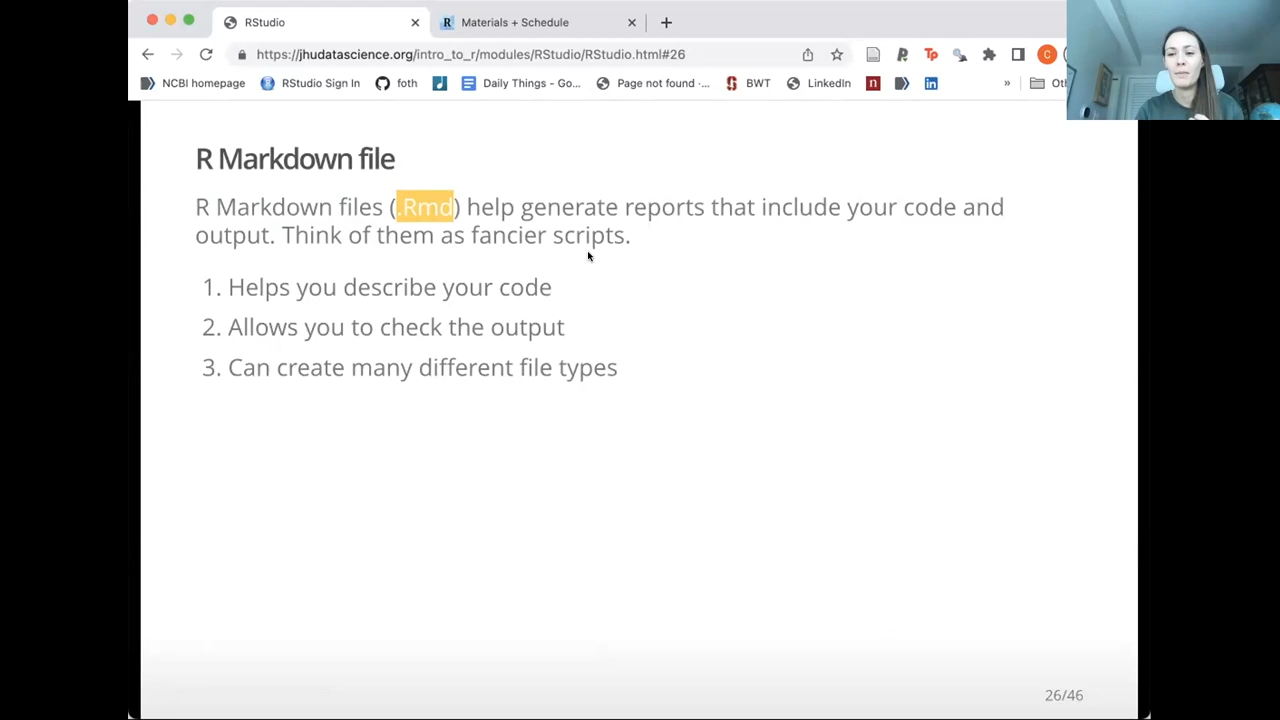 RStudio
R Materials + Schedule
https://jhudatascience.org/intro_to_r/modules/RStudio/RStudio.html#26
NCBI homepage RStudio Sign In foth Daily Things - Go... Page not found · ... BWT LinkedIn » Ot
R Markdown file
R Markdown files (.Rmd) help generate reports that include your code and
output. Think of them as fancier scripts.
1. Helps you describe your code
2. Allows you to check the output
3. Can create many different file types
26/46